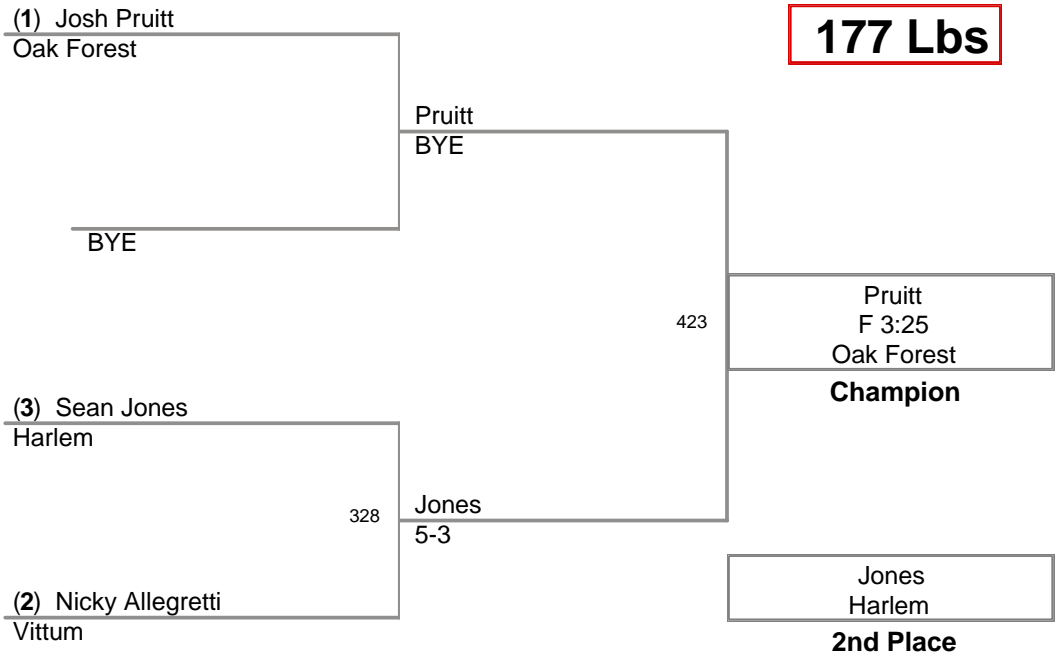 (1) Josh Pruitt
Oak Forest
177 Lbs
Pruitt
BYE
BYE
423
Pruitt
F 3:25
Oak Forest
Champion
(3) Sean Jones
Harlem
328
Jones
5-3
(2) Nicky Allegretti
Vittum
Jones
Harlem
2nd Place